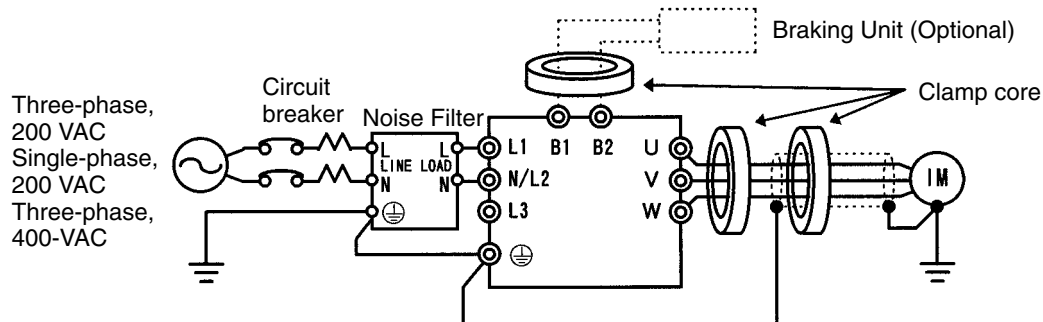 Braking Unit (Optional)
Clamp core
Three-phase,
200 VAC
Single-phase,
200 VAC
Three-phase,
400-VAC
Circuit
breaker
Noise Filter
L
LINE LOAD
L
N
N
L1
N/L2
L3
B1
B2
U
V
W
IM